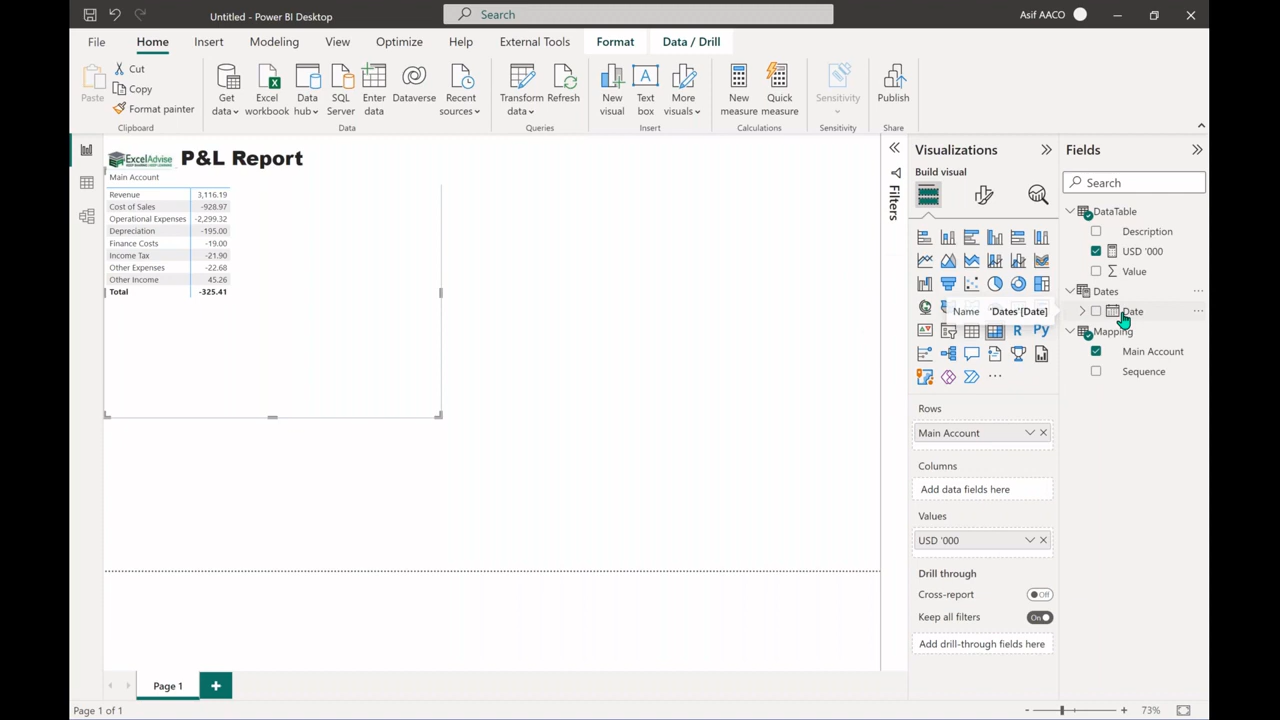 Untitled - Power BI Desktop
Search
Asif AACO
File Home Insert Modeling View Optimize Help External Tools Format Data / Drill
Paste
Cut
Copy
Format painter
Clipboard
Get data
Excel workbook
Data hub
SQL Server
Enter data
Dataverse
Recent sources
Data
Transform data
Refresh
Queries
New visual
Text box
More visuals
Insert
New measure
Quick measure
Calculations
Sensitivity
Sensitivity
Publish
Share
ExcelAdvise
P&L Report
Main Account
Revenue 3,116.19
Cost of Sales -928.97
Operational Expenses -2,299.32
Depreciation -195.00
Finance Costs -19.00
Income Tax -21.90
Other Expenses -22.68
Other Income 45.26
Total -325.41
Filters
Visualizations
Build visual
R
Py
Name 'Dates'[Date]
Rows
Main Account
Columns
Add data fields here
Values
USD '000
Drill through
Cross-report Off
Keep all filters On
Add drill-through fields here
Fields
Search
DataTable
Description
USD '000
Value
Dates
Date
Mapping
Main Account
Sequence
Page 1
Page 1 of 1
73%